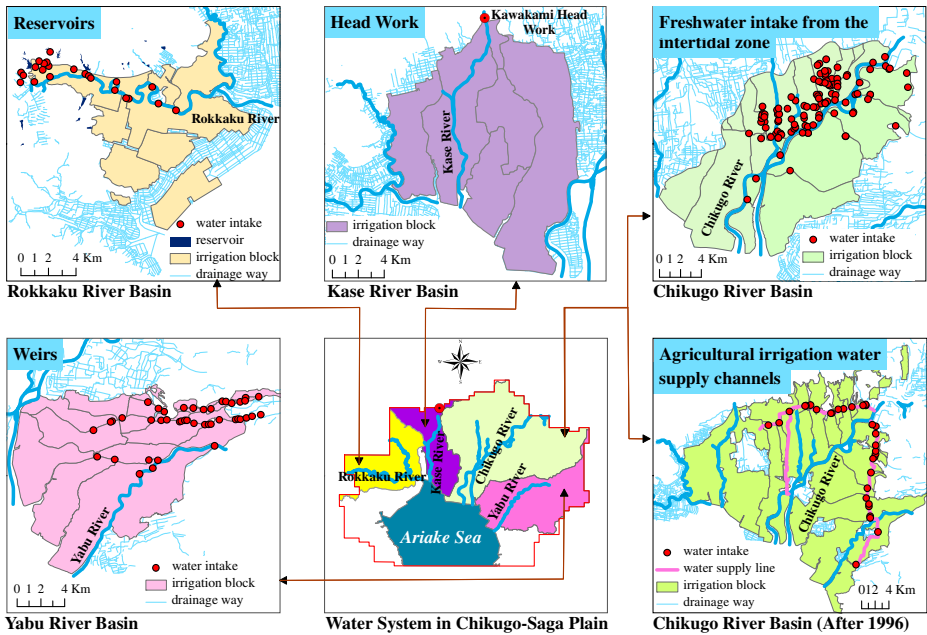 Reservoirs
Rokkaku River
water intake
reservoir
irrigation block
drainage way
0 1 2 4 Km
Rokkaku River Basin
Head Work
Kawakami Head
Work
Kase River
irrigation block
drainage way
0 1 2 4 Km
Kase River Basin
Freshwater intake from the
intertidal zone
Chikugo River
water intake
irrigation block
drainage way
0 1 2 4 Km
Chikugo River Basin
Weirs
Yabu River
water intake
irrigation block
drainage way
0 1 2 4 Km
Yabu River Basin
N
W E
S
Rokkaku River
Kase River
Chikugo River
Yabu River
Ariake Sea
Water System in Chikugo-Saga Plain
Agricultural irrigation water
supply channels
Chikugo River
water intake
water supply line
irrigation block
drainage way
012 4 Km
Chikugo River Basin (After 1996)